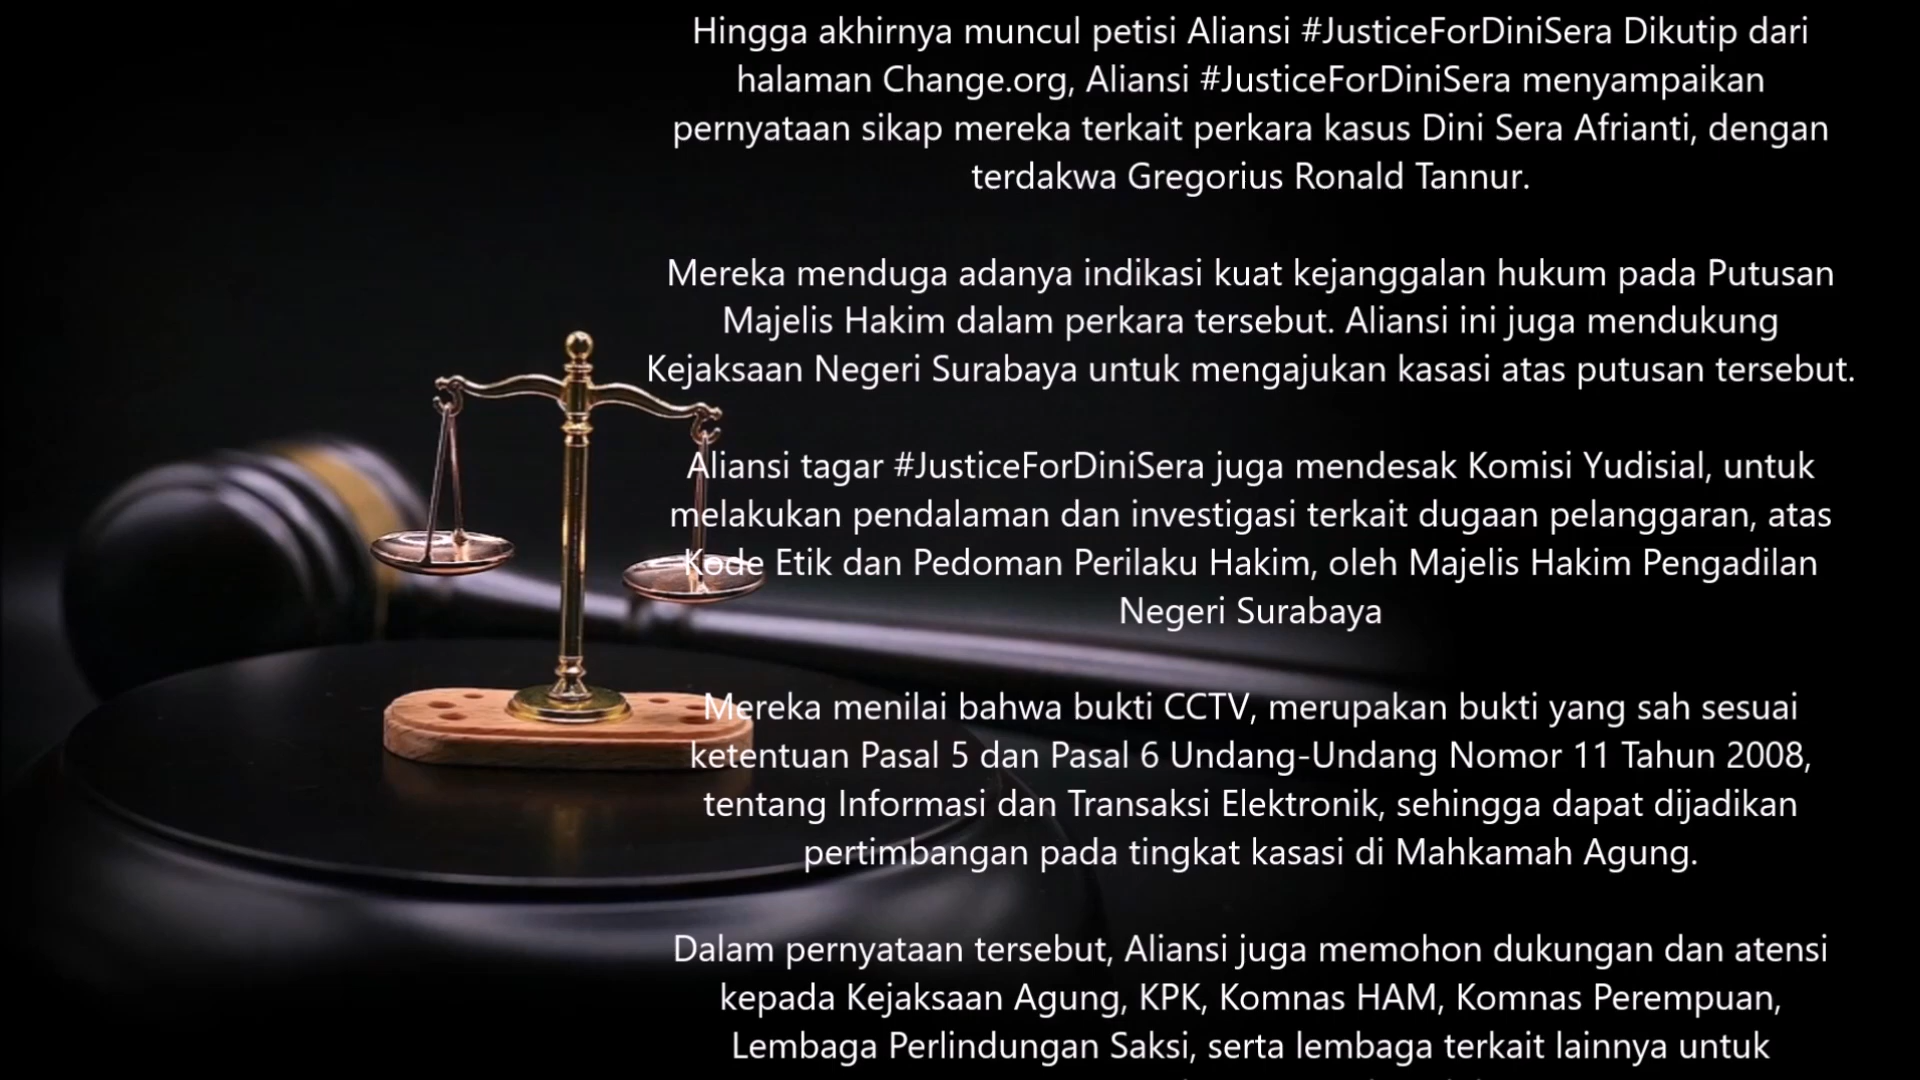 Hingga akhirnya muncul petisi Aliansi #JusticeForDiniSera Dikutip dari
halaman Change.org, Aliansi #JusticeForDiniSera menyampaikan
pernyataan sikap mereka terkait perkara kasus Dini Sera Afrianti, dengan
terdakwa Gregorius Ronald Tannur.
Mereka menduga adanya indikasi kuat kejanggalan hukum pada Putusan
Majelis Hakim dalam perkara tersebut. Aliansi ini juga mendukung
Kejaksaan Negeri Surabaya untuk mengajukan kasasi atas putusan tersebut.
Aliansi tagar #JusticeForDiniSera juga mendesak Komisi Yudisial, untuk
melakukan pendalaman dan investigasi terkait dugaan pelanggaran, atas
Kode Etik dan Pedoman Perilaku Hakim, oleh Majelis Hakim Pengadilan
Negeri Surabaya
Mereka menilai bahwa bukti CCTV, merupakan bukti yang sah sesuai
ketentuan Pasal 5 dan Pasal 6 Undang-Undang Nomor 11 Tahun 2008,
tentang Informasi dan Transaksi Elektronik, sehingga dapat dijadikan
pertimbangan pada tingkat kasasi di Mahkamah Agung.
Dalam pernyataan tersebut, Aliansi juga memohon dukungan dan atensi
kepada Kejaksaan Agung, KPK, Komnas HAM, Komnas Perempuan,
Lembaga Perlindungan Saksi, serta lembaga terkait lainnya untuk